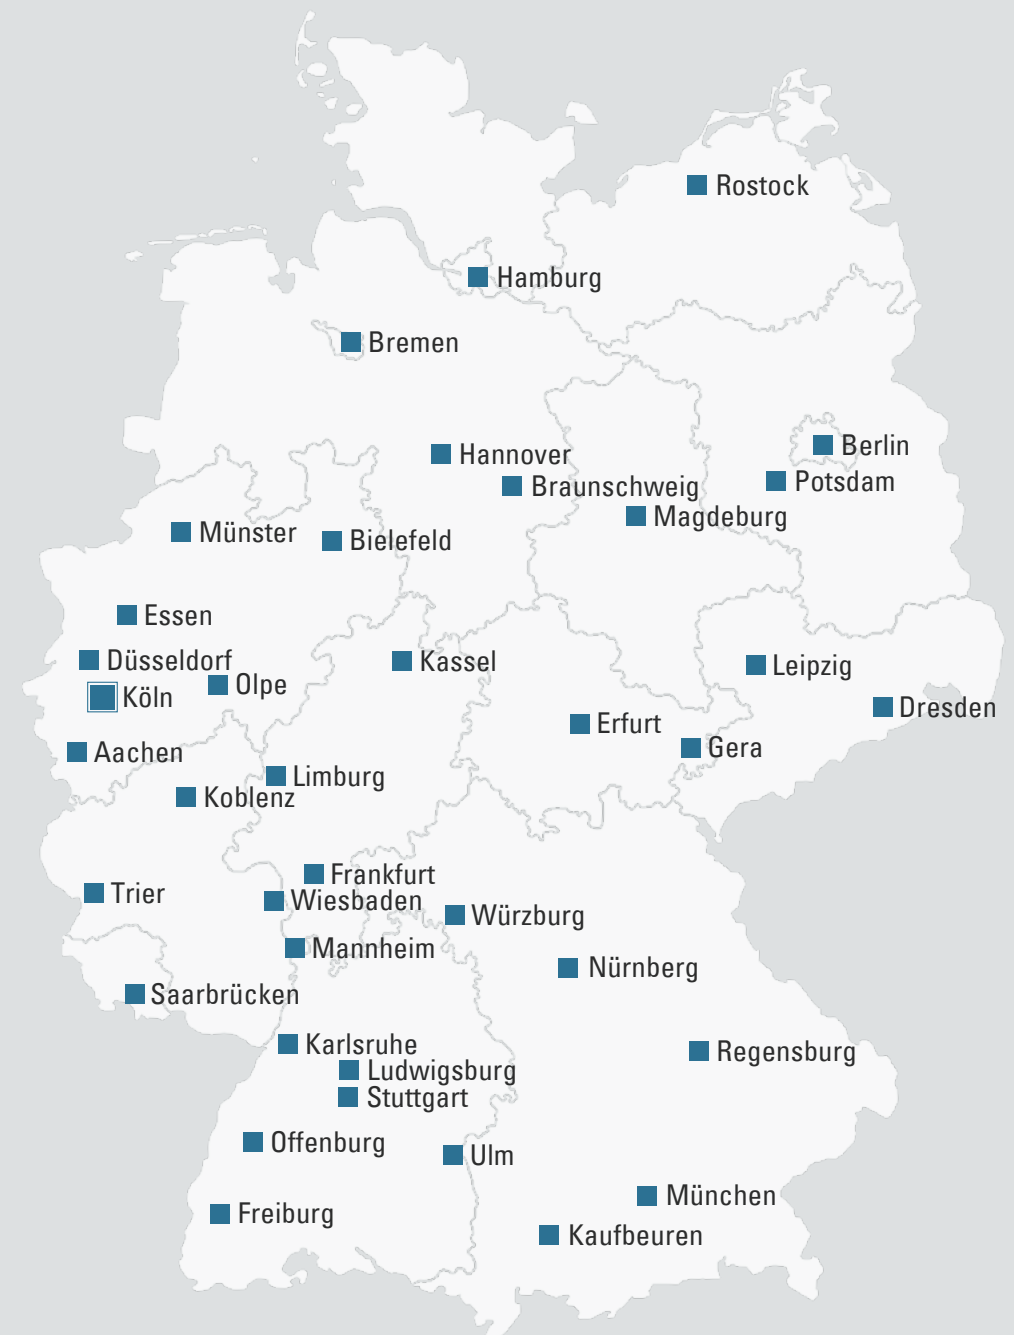 Rostock
Hamburg
Bremen
Berlin
Hannover
Potsdam
Braunschweig
Magdeburg
Münster
Bielefeld
Essen
Düsseldorf
Kassel
Leipzig
Olpe
Köln
Dresden
Erfurt
Gera
Aachen
Limburg
Koblenz
Frankfurt
Trier
Wiesbaden
Würzburg
Mannheim
Nürnberg
Saarbrücken
Karlsruhe
Regensburg
Ludwigsburg
Stuttgart
Offenburg
Ulm
München
Freiburg
Kaufbeuren